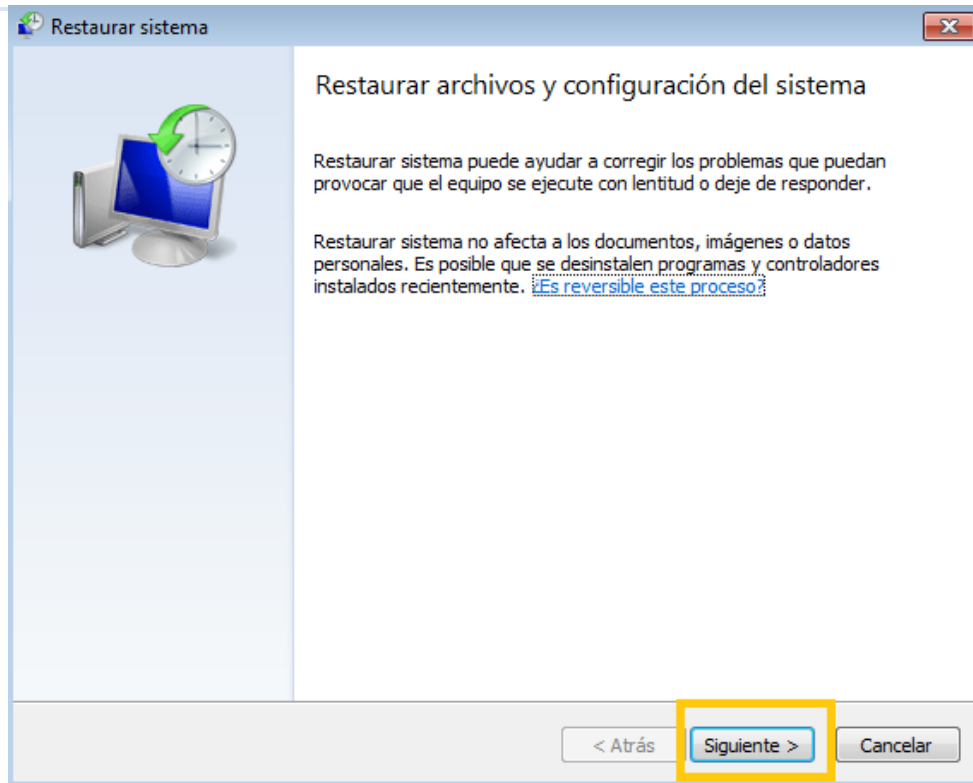 Restaurar sistema
Restaurar archivos y configuración del sistema
Restaurar sistema puede ayudar a corregir los problemas que puedan
provocar que el equipo se ejecute con lentitud o deje de responder.
Restaurar sistema no afecta a los documentos, imágenes o datos
personales. Es posible que se desinstalen programas y controladores
instalados recientemente. ¿Es reversible este proceso?
< Atrás Siguiente > Cancelar